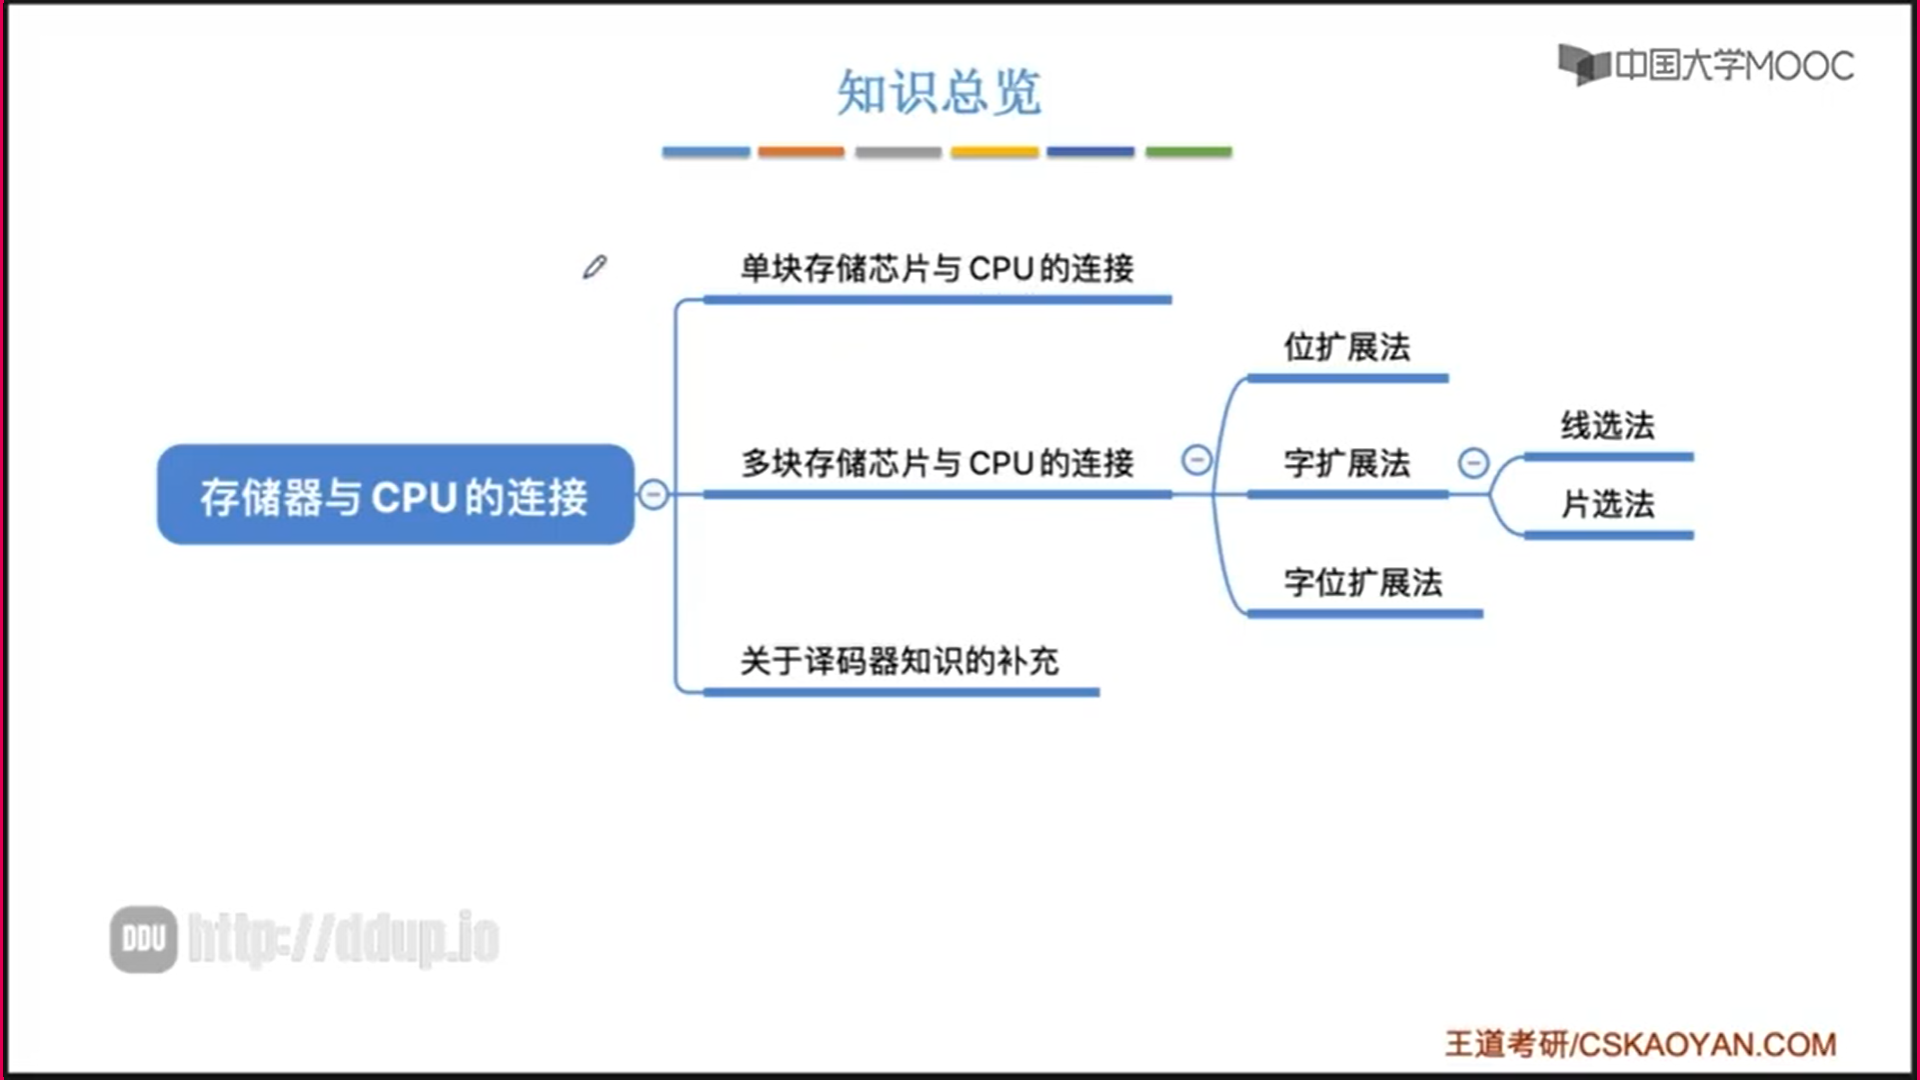 中国大学MOOC
知识总览
单块存储芯片与CPU的连接
位扩展法
线选法
多块存储芯片与CPU的连接
字扩展法
存储器与CPU的连接
片选法
字位扩展法
关于译码器知识的补充
DDU http://ddup.io
王道考研/CSKAOYAN.COM